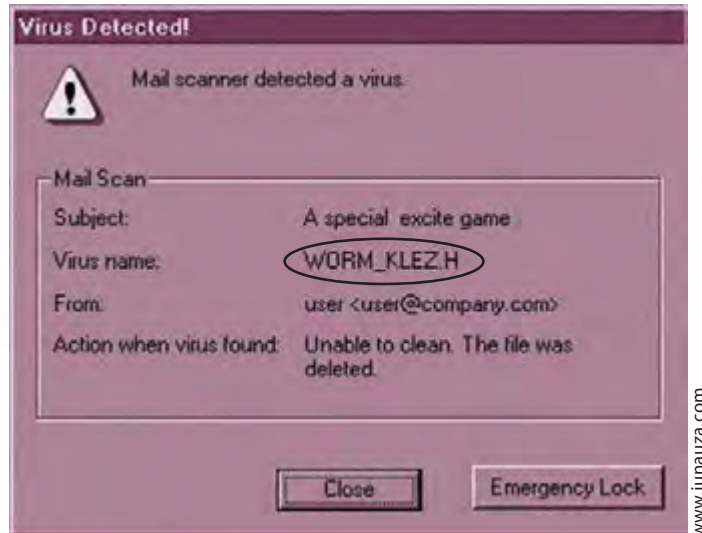 Virus Detected!
Mail scanner detected a virus.
Mail Scan
Subject: A special excite game
Virus name: WORM_KLEZ.H
From: user <user@company.com>
Action when virus found: Unable to clean. The file was
deleted.
Close Emergency Lock
www.junauza.com